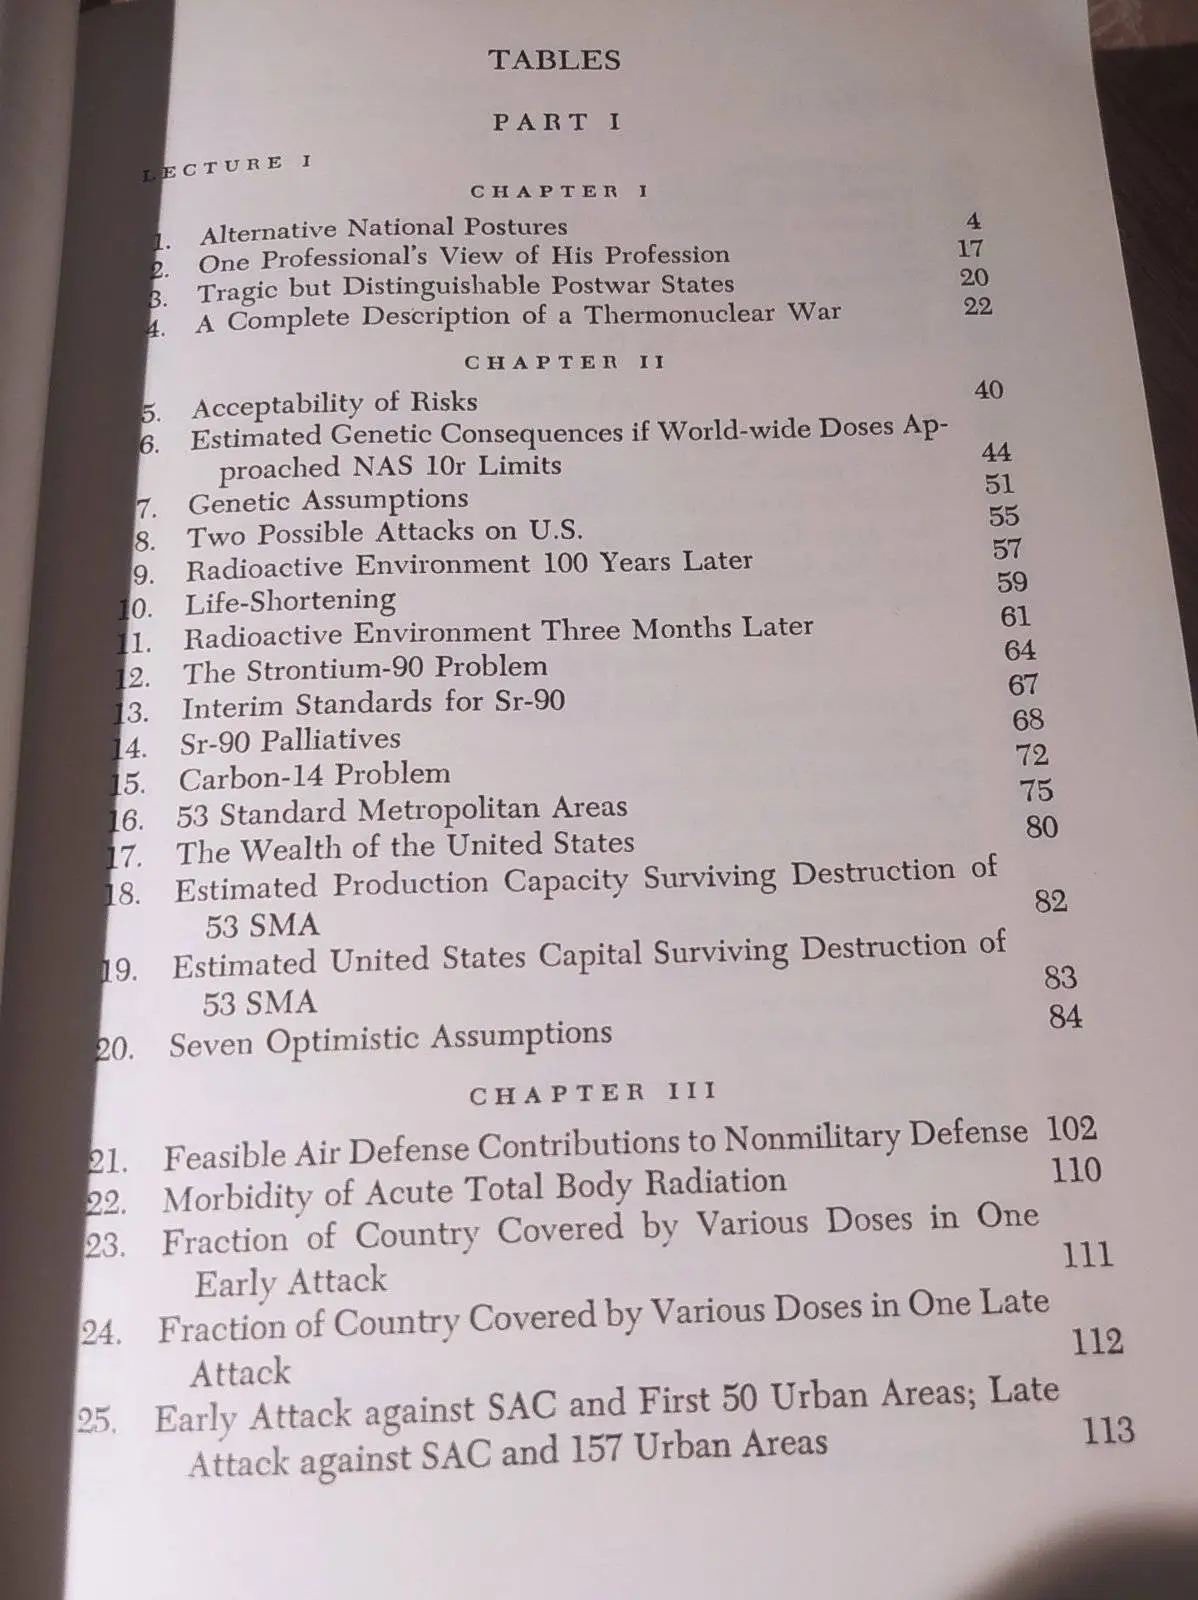 TABLES
PART I
LECTURE I
CHAPTER I
1. Alternative National Postures 4
2. One Professional's View of His Profession 17
3. Tragic but Distinguishable Postwar States 20
4. A Complete Description of a Thermonuclear War 22
CHAPTER II
5. Acceptability of Risks 40
6. Estimated Genetic Consequences if World-wide Doses Ap-
proached NAS 10r Limits 44
7. Genetic Assumptions 51
8. Two Possible Attacks on U.S. 55
9. Radioactive Environment 100 Years Later 57
10. Life-Shortening 59
11. Radioactive Environment Three Months Later 61
12. The Strontium-90 Problem 64
13. Interim Standards for Sr-90 67
14. Sr-90 Palliatives 68
15. Carbon-14 Problem 72
16. 53 Standard Metropolitan Areas 75
17. The Wealth of the United States 80
18. Estimated Production Capacity Surviving Destruction of
53 SMA 82
19. Estimated United States Capital Surviving Destruction of
53 SMA 83
20. Seven Optimistic Assumptions 84
CHAPTER III
21. Feasible Air Defense Contributions to Nonmilitary Defense 102
22. Morbidity of Acute Total Body Radiation 110
23. Fraction of Country Covered by Various Doses in One
Early Attack 111
24. Fraction of Country Covered by Various Doses in One Late
Attack 112
25. Early Attack against SAC and First 50 Urban Areas; Late
Attack against SAC and 157 Urban Areas 113